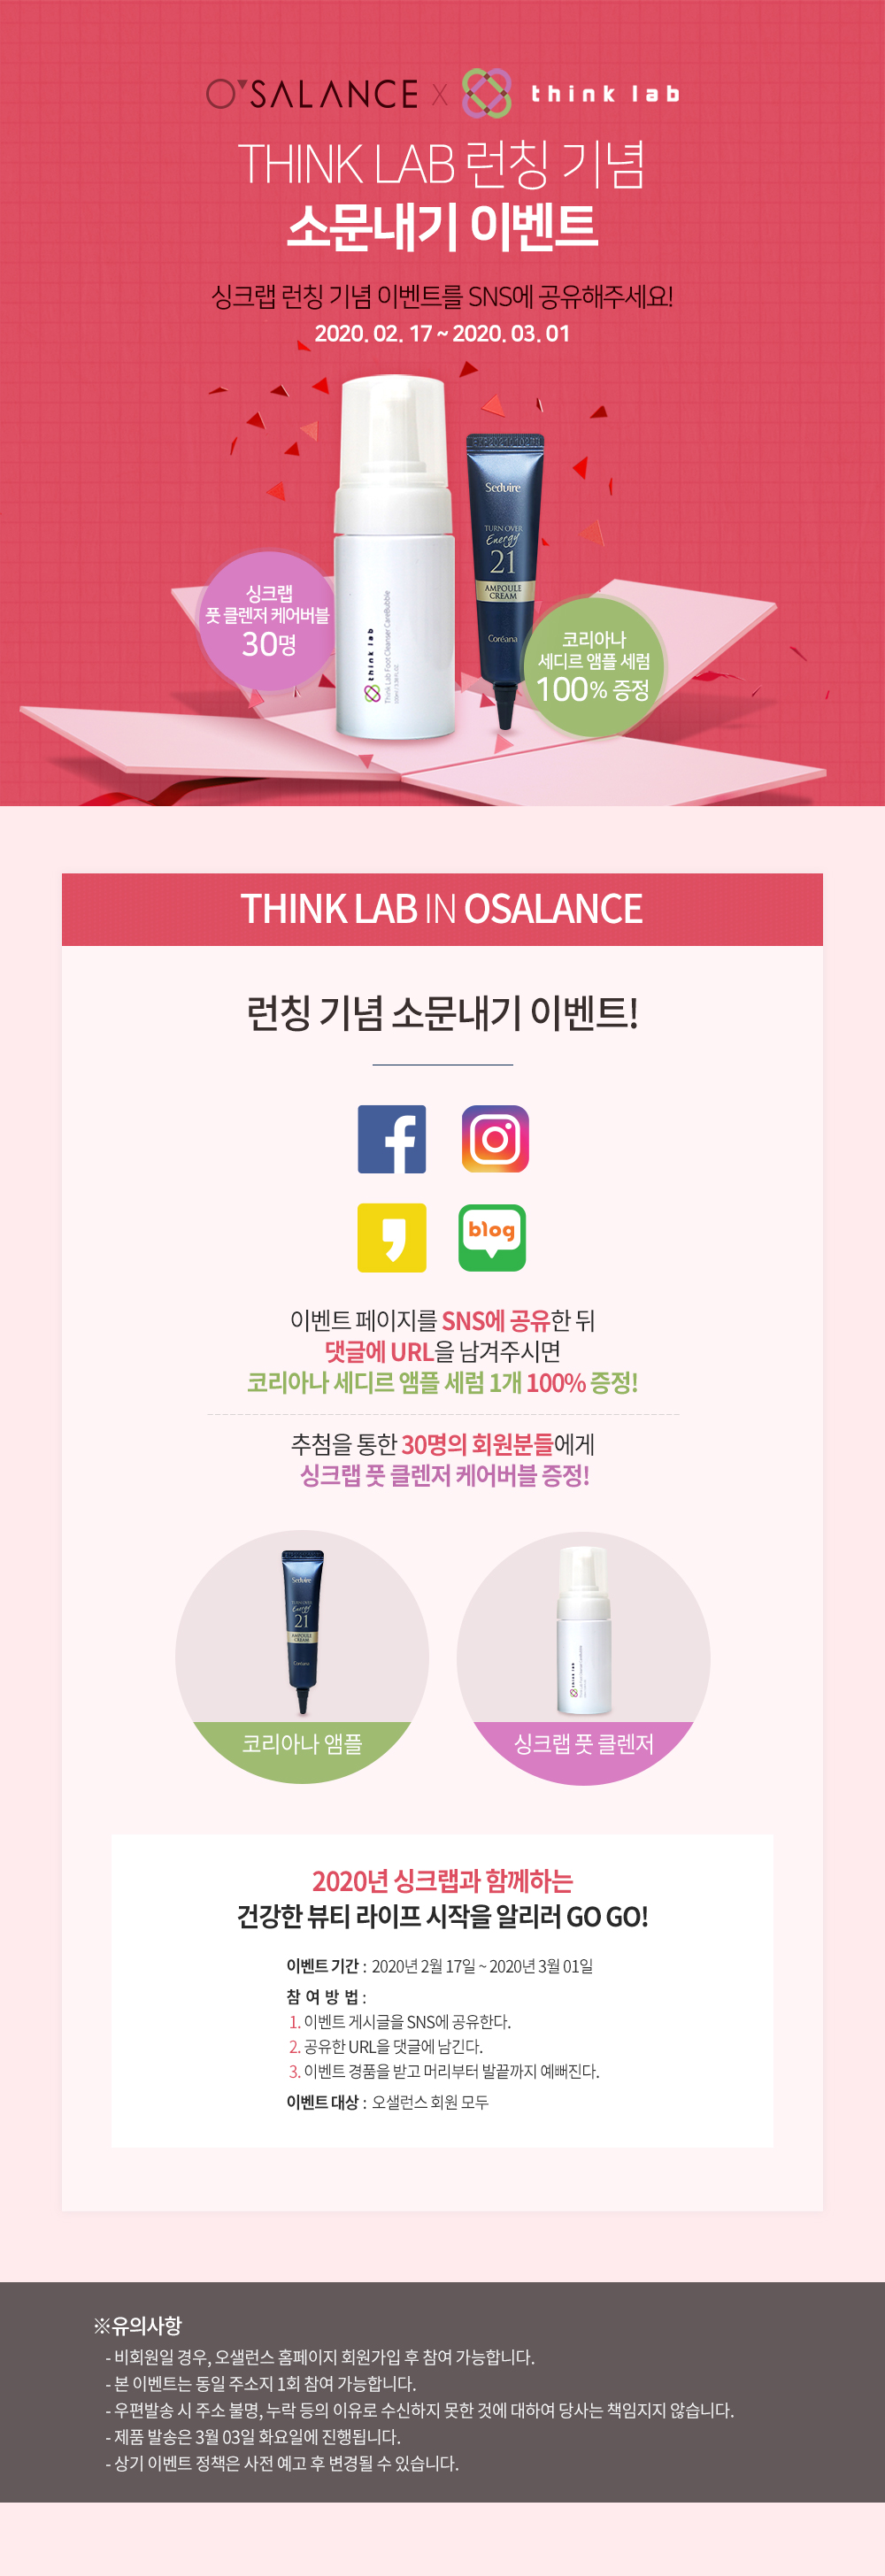 O'SALANCE X think lab
THINK LAB 런칭 기념
소문내기 이벤트
싱크랩 런칭 기념 이벤트를 SNS에 공유해주세요!
2020. 02. 17 ~ 2020. 03. 01
Seduire
TURN OVER
Energy
21
AMPOULE
CREAM
Coréana
싱크랩
풋 클렌저 케어버블
30명
think lab
Think Lab Foot Cleanser CareBubble
코리아나
세디르 앰플 세럼
100% 증정
THINK LAB IN OSALANCE
런칭 기념 소문내기 이벤트!
blog
이벤트 페이지를 SNS에 공유한 뒤
댓글에 URL을 남겨주시면
코리아나 세디르 앰플 세럼 1개 100% 증정!
추첨을 통한 30명의 회원분들에게
싱크랩 풋 클렌저 케어버블 증정!
Seduire
TURN OVER
Energy
21
AMPOULE
CREAM
Coréana
think lab
코리아나 앰플
싱크랩 풋 클렌저
2020년 싱크랩과 함께하는
건강한 뷰티 라이프 시작을 알리러 GO GO!
이벤트 기간 : 2020년 2월 17일 ~ 2020년 3월 01일
참 여 방 법 :
1. 이벤트 게시글을 SNS에 공유한다.
2. 공유한 URL을 댓글에 남긴다.
3. 이벤트 경품을 받고 머리부터 발끝까지 예뻐진다.
이벤트 대상 : 오샐런스 회원 모두
※유의사항
- 비회원일 경우, 오샐런스 홈페이지 회원가입 후 참여 가능합니다.
- 본 이벤트는 동일 주소지 1회 참여 가능합니다.
- 우편발송 시 주소 불명, 누락 등의 이유로 수신하지 못한 것에 대하여 당사는 책임지지 않습니다.
- 제품 발송은 3월 03일 화요일에 진행됩니다.
- 상기 이벤트 정책은 사전 예고 후 변경될 수 있습니다.